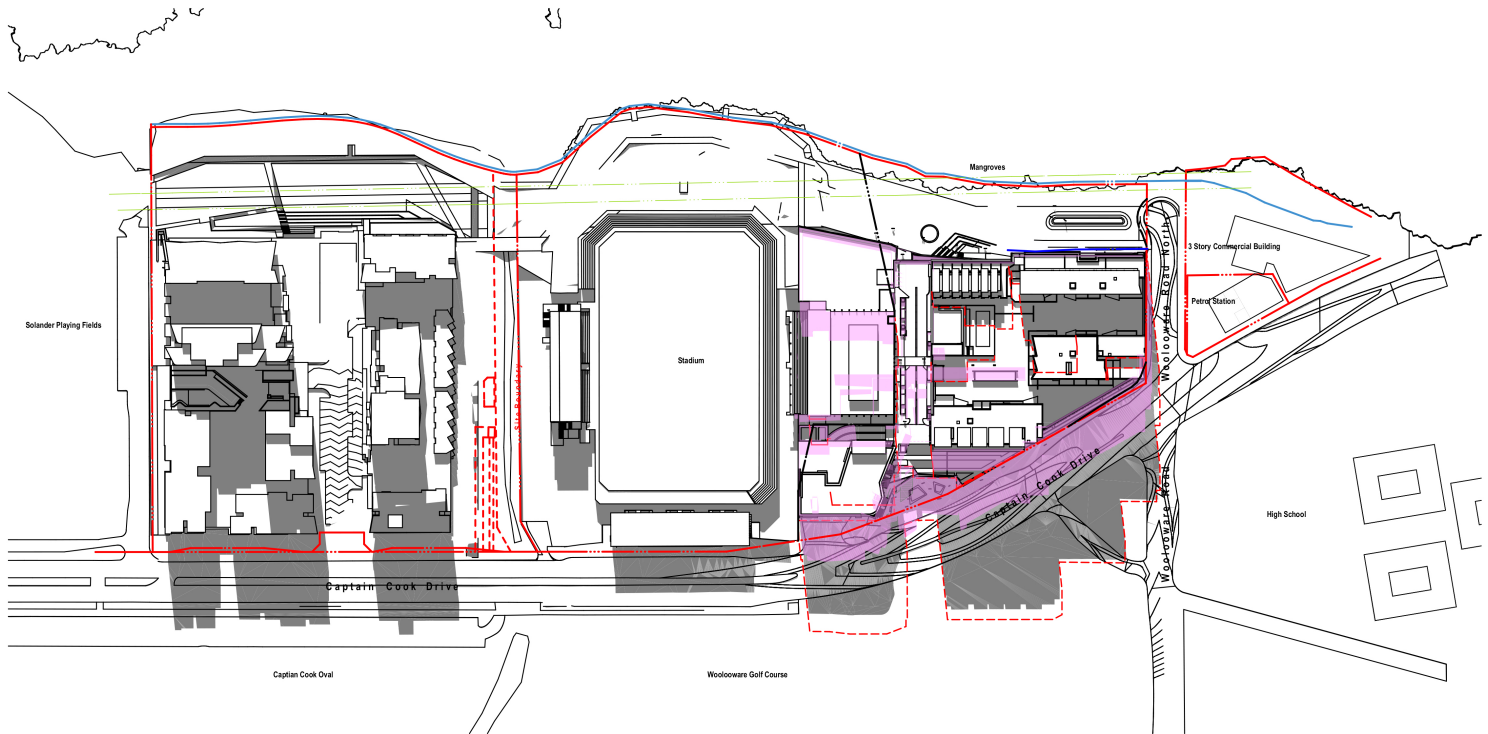 Mangroves
3 Story Commercial Building
Woolooware Road North
Petrol Station
Solander Playing Fields
Stadium
Site Boundary
Captain Cook Drive
High School
Woolooware Road
Captain Cook Drive
Captian Cook Oval
Woolooware Golf Course